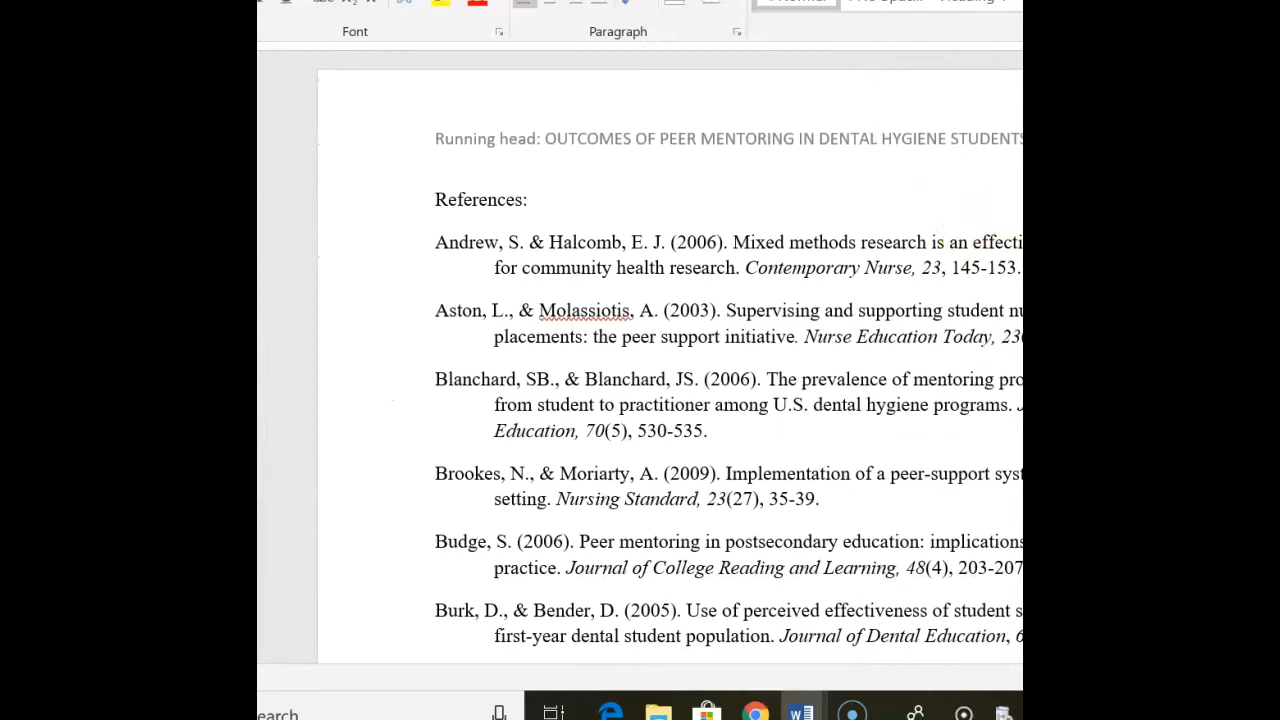 Normal
Font
Paragraph
Running head: OUTCOMES OF PEER MENTORING IN DENTAL HYGIENE STUDENTS
References:
Andrew, S. & Halcomb, E. J. (2006). Mixed methods research is an effecti
for community health research. Contemporary Nurse, 23, 145-153.
Aston, L., & Molassiotis, A. (2003). Supervising and supporting student nu
placements: the peer support initiative. Nurse Education Today, 23(
Blanchard, SB., & Blanchard, JS. (2006). The prevalence of mentoring pro
from student to practitioner among U.S. dental hygiene programs. J
Education, 70(5), 530-535.
Brookes, N., & Moriarty, A. (2009). Implementation of a peer-support syst
setting. Nursing Standard, 23(27), 35-39.
Budge, S. (2006). Peer mentoring in postsecondary education: implications
practice. Journal of College Reading and Learning, 48(4), 203-207
Burk, D., & Bender, D. (2005). Use of perceived effectiveness of student s
first-year dental student population. Journal of Dental Education, 6
earch